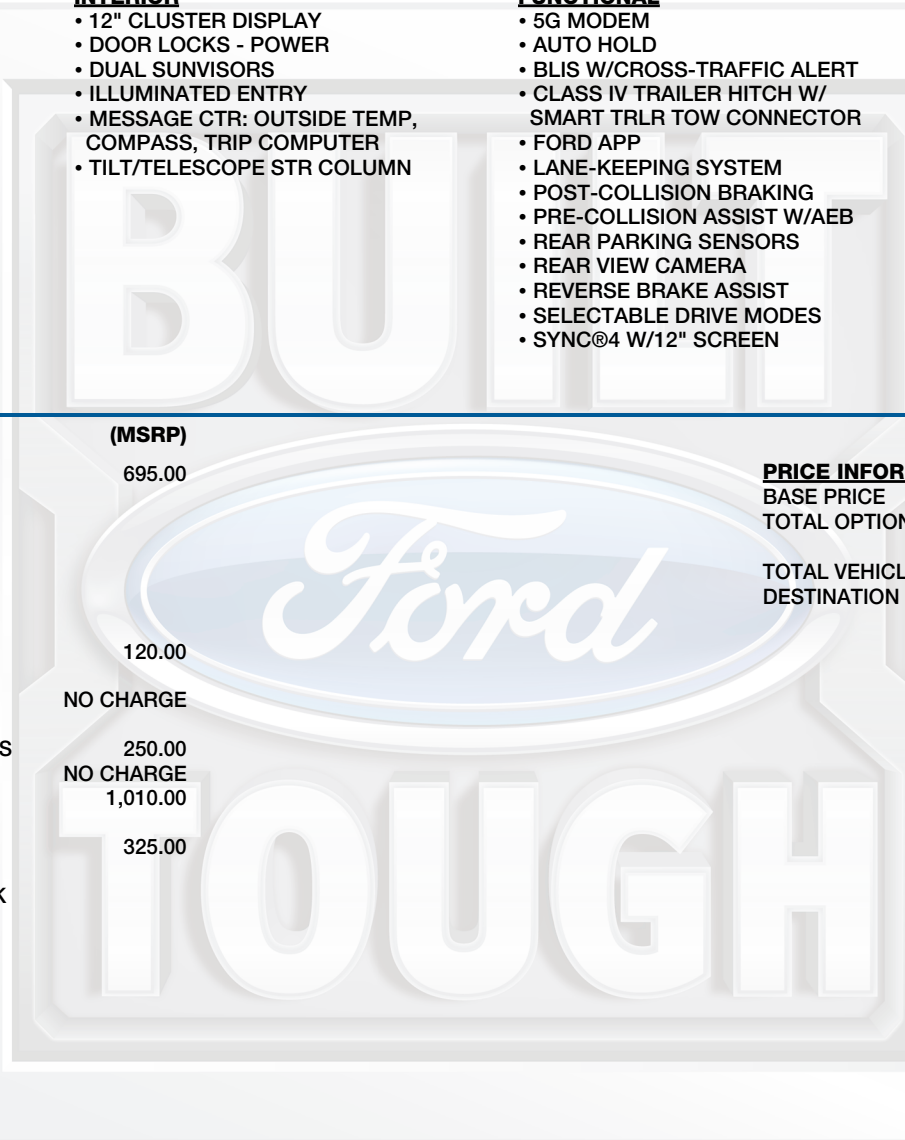 INTERIOR
• 12" CLUSTER DISPLAY
• DOOR LOCKS - POWER
• DUAL SUNVISORS
• ILLUMINATED ENTRY
• MESSAGE CTR: OUTSIDE TEMP,
COMPASS, TRIP COMPUTER
• TILT/TELESCOPE STR COLUMN
FUNCTIONAL
• 5G MODEM
• AUTO HOLD
• BLIS W/CROSS-TRAFFIC ALERT
• CLASS IV TRAILER HITCH W/
SMART TRLR TOW CONNECTOR
• FORD APP
• LANE-KEEPING SYSTEM
• POST-COLLISION BRAKING
• PRE-COLLISION ASSIST W/AEB
• REAR PARKING SENSORS
• REAR VIEW CAMERA
• REVERSE BRAKE ASSIST
• SELECTABLE DRIVE MODES
• SYNC®4 W/12" SCREEN
(MSRP)
695.00
120.00
NO CHARGE
S 250.00
NO CHARGE
1,010.00
325.00
K
PRICE INFOR
BASE PRICE
TOTAL OPTION
TOTAL VEHICL
DESTINATION
BUILT
Ford
TOUGH